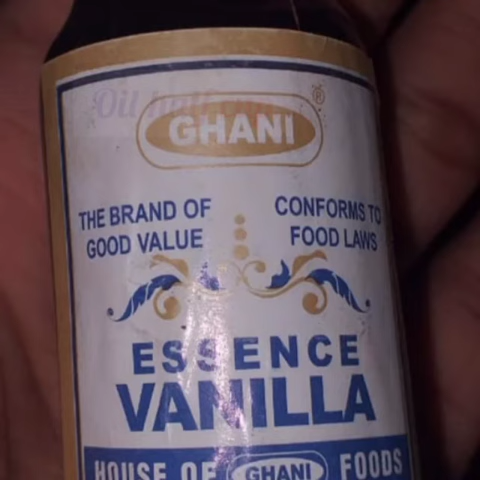 GHANI ®
THE BRAND OF
GOOD VALUE
CONFORMS TO
FOOD LAWS
ESSENCE
VANILLA
HOUSE OF GHANI FOODS